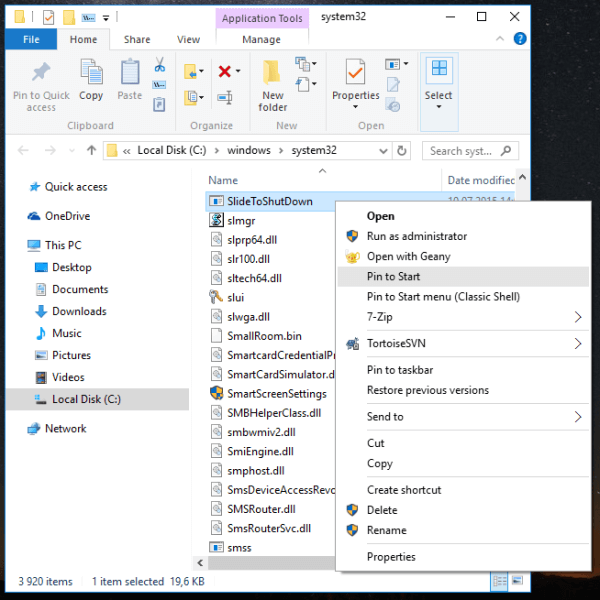 Application Tools
system32
File
Home
Share
View
Manage
Pin to Quick access
Copy
Paste
New folder
Properties
Select
Clipboard
Organize
New
Open
« Local Disk (C:) > windows > system32
Search syst...
Name
Date modified
Quick access
OneDrive
This PC
Desktop
Documents
Downloads
Music
Pictures
Videos
Local Disk (C:)
Network
SlideToShutDown
slmgr
slprp64.dll
slr100.dll
sltech64.dll
slui
slwga.dll
SmallRoom.bin
SmartcardCredentialPr
SmartCardSimulator.d
SmartScreenSettings
SMBHelperClass.dll
smbwmiv2.dll
SmiEngine.dll
smphost.dll
SmsDeviceAccessRevo
SMSRouter.dll
SmsRouterSvc.dll
smss
Open
Run as administrator
Open with Geany
Pin to Start
Pin to Start menu (Classic Shell)
7-Zip
TortoiseSVN
Pin to taskbar
Restore previous versions
Send to
Cut
Copy
Create shortcut
Delete
Rename
Properties
3 920 items
1 item selected 19,6 KB